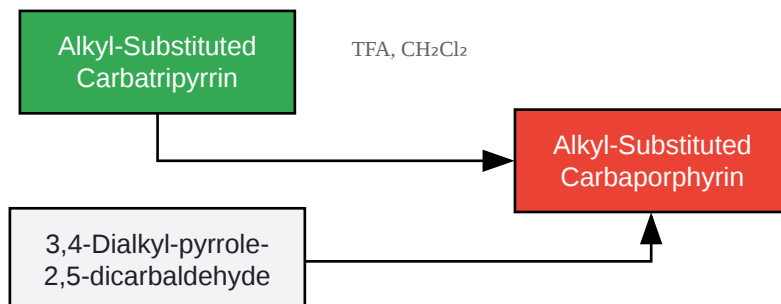 Alkyl-Substituted
Carbatripyrrin
TFA, CH₂Cl₂
Alkyl-Substituted
Carbaporphyrin
3,4-Dialkyl-pyrrole-
2,5-dicarbaldehyde